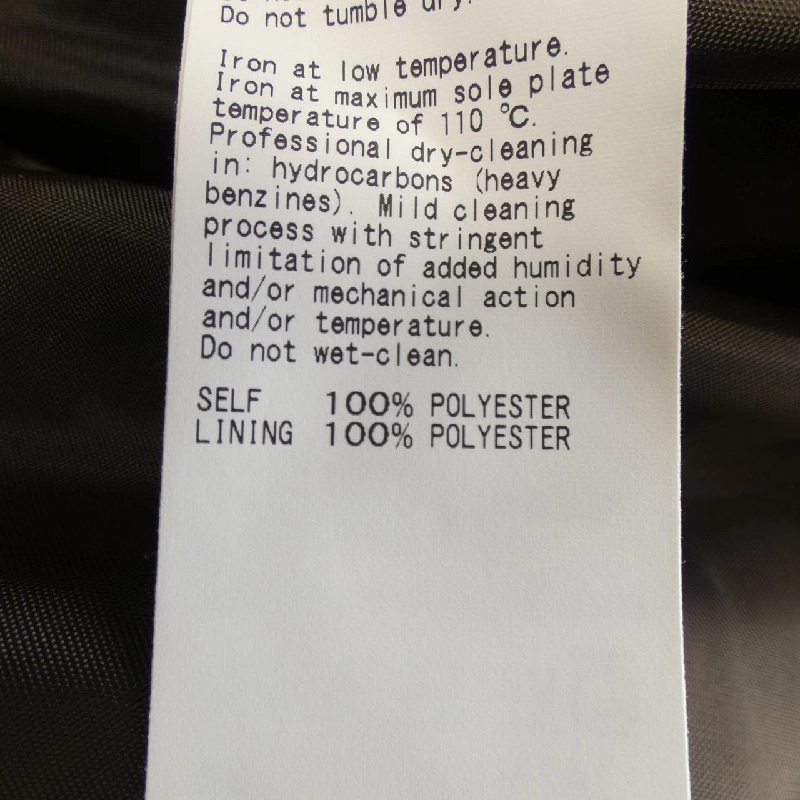 Do not tumble dry.
Iron at low temperature.
Iron at maximum sole plate
temperature of 110 °C.
Professional dry-cleaning
in: hydrocarbons (heavy
benzines). Mild cleaning
process with stringent
limitation of added humidity
and/or mechanical action
and/or temperature.
Do not wet-clean.
SELF 100% POLYESTER
LINING 100% POLYESTER